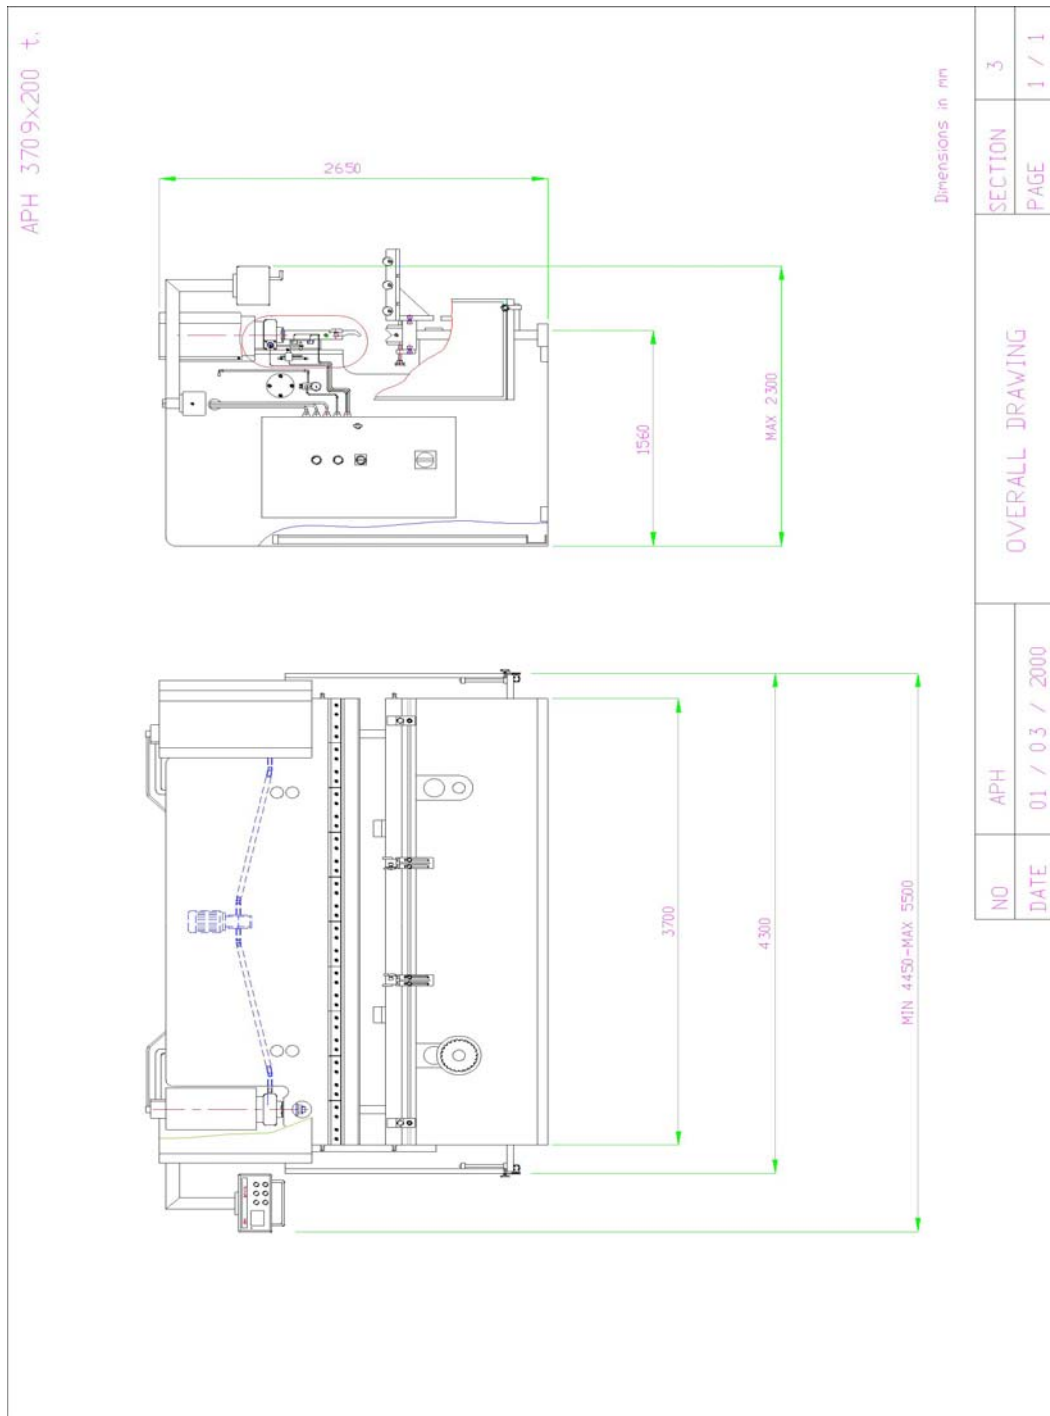 APH 3709x200 t.
2650
1560
MAX 2300
3700
4300
MIN 4450-MAX 5500
Dimensions in mm
NO APH OVERALL DRAWING SECTION 3
DATE 01 / 03 / 2000 PAGE 1 / 1